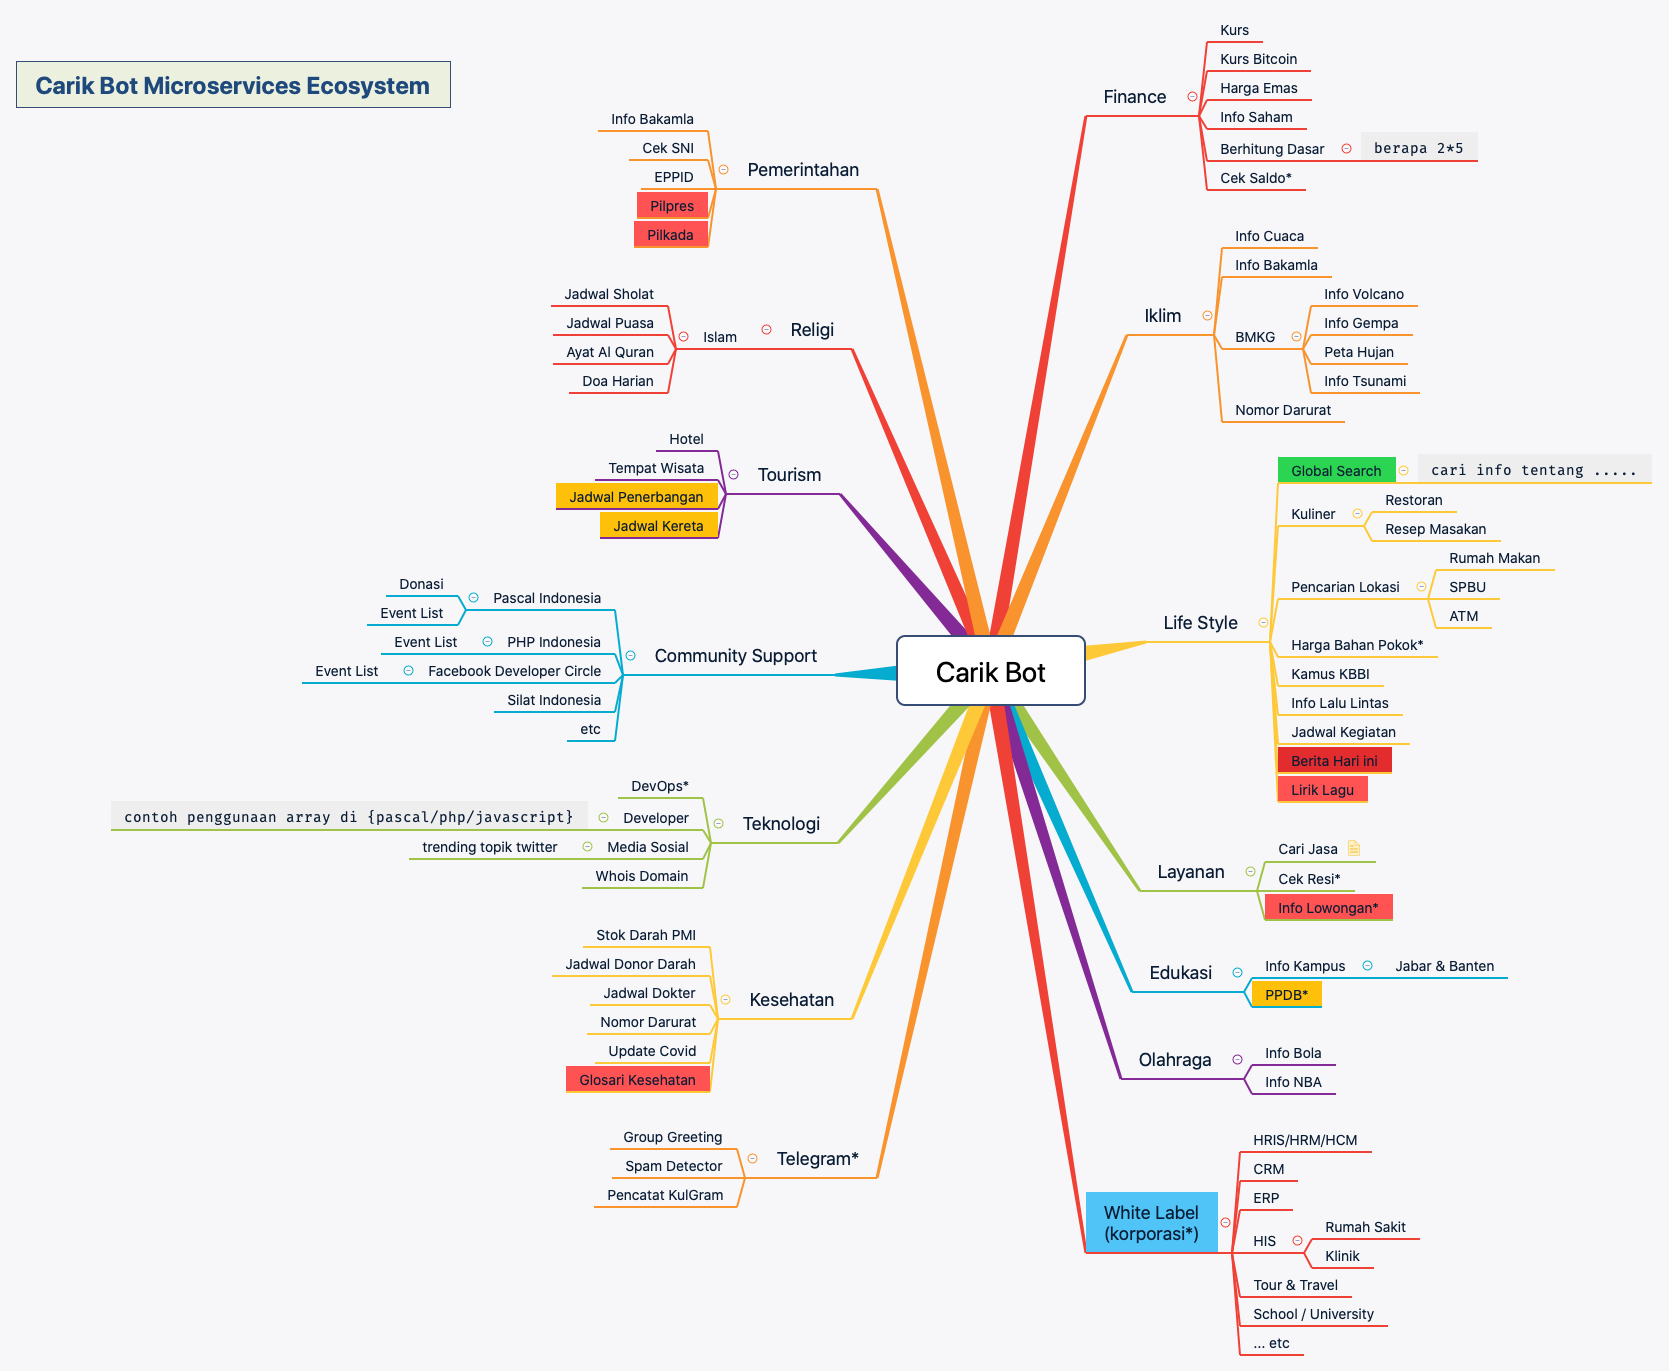 Carik Bot Microservices Ecosystem
Carik Bot
Finance
Kurs
Kurs Bitcoin
Harga Emas
Info Saham
Berhitung Dasar
berapa 2*5
Cek Saldo*
Iklim
Info Cuaca
Info Bakamla
BMKG
Info Volcano
Info Gempa
Peta Hujan
Info Tsunami
Nomor Darurat
Life Style
Global Search
cari info tentang .....
Kuliner
Restoran
Resep Masakan
Pencarian Lokasi
Rumah Makan
SPBU
ATM
Harga Bahan Pokok*
Kamus KBBI
Info Lalu Lintas
Jadwal Kegiatan
Berita Hari ini
Lirik Lagu
Layanan
Cari Jasa
Cek Resi*
Info Lowongan*
Edukasi
Info Kampus
Jabar & Banten
PPDB*
Olahraga
Info Bola
Info NBA
White Label
(korporasi*)
HRIS/HRM/HCM
CRM
ERP
HIS
Rumah Sakit
Klinik
Tour & Travel
School / University
... etc
Pemerintahan
Info Bakamla
Cek SNI
EPPID
Pilpres
Pilkada
Religi
Islam
Jadwal Sholat
Jadwal Puasa
Ayat Al Quran
Doa Harian
Tourism
Hotel
Tempat Wisata
Jadwal Penerbangan
Jadwal Kereta
Community Support
Pascal Indonesia
Donasi
Event List
PHP Indonesia
Event List
Facebook Developer Circle
Event List
Silat Indonesia
etc
Teknologi
DevOps*
Developer
contoh penggunaan array di {pascal/php/javascript}
Media Sosial
trending topik twitter
Whois Domain
Kesehatan
Stok Darah PMI
Jadwal Donor Darah
Jadwal Dokter
Nomor Darurat
Update Covid
Glosari Kesehatan
Telegram*
Group Greeting
Spam Detector
Pencatat KulGram